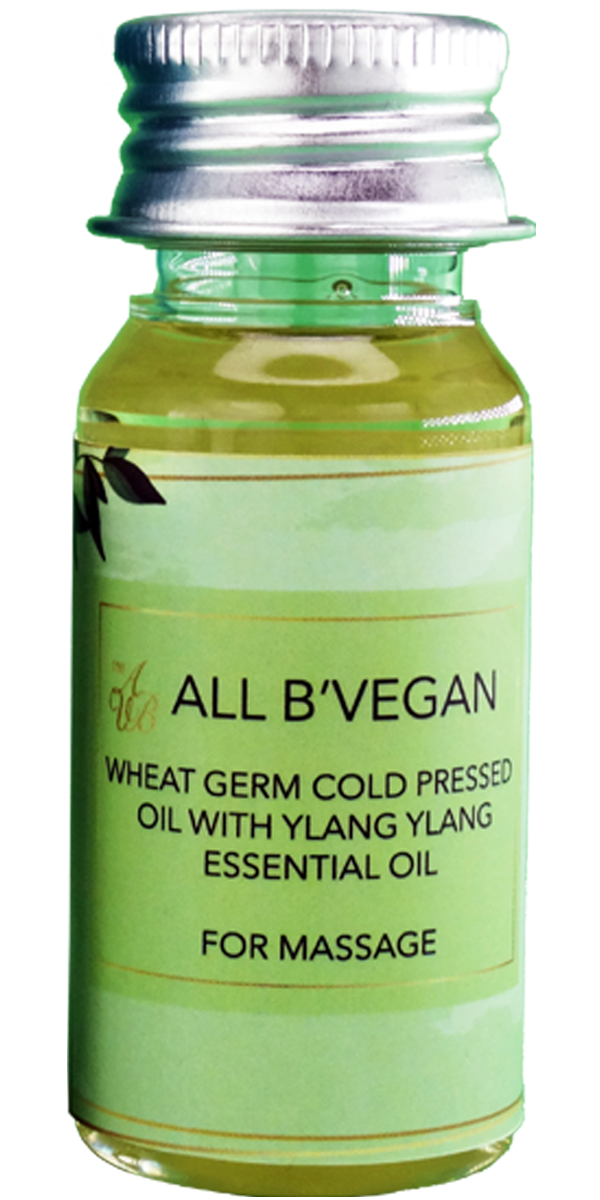 ALL B'VEGAN
WHEAT GERM COLD PRESSED
OIL WITH YLANG YLANG
ESSENTIAL OIL
FOR MASSAGE